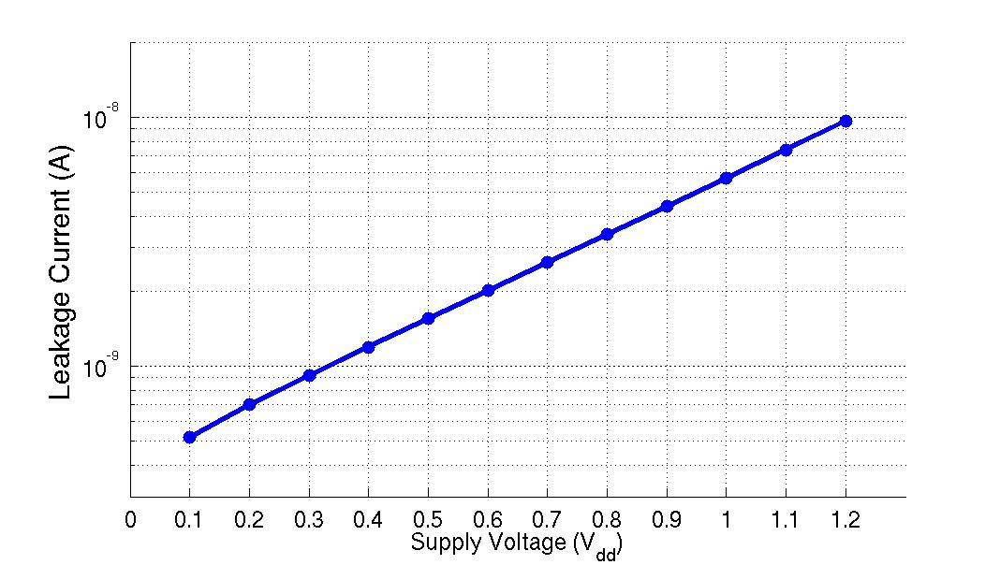 10⁻⁸
10⁻⁹
Leakage Current (A)
0 0.1 0.2 0.3 0.4 0.5 0.6 0.7 0.8 0.9 1 1.1 1.2
Supply Voltage (V_dd)